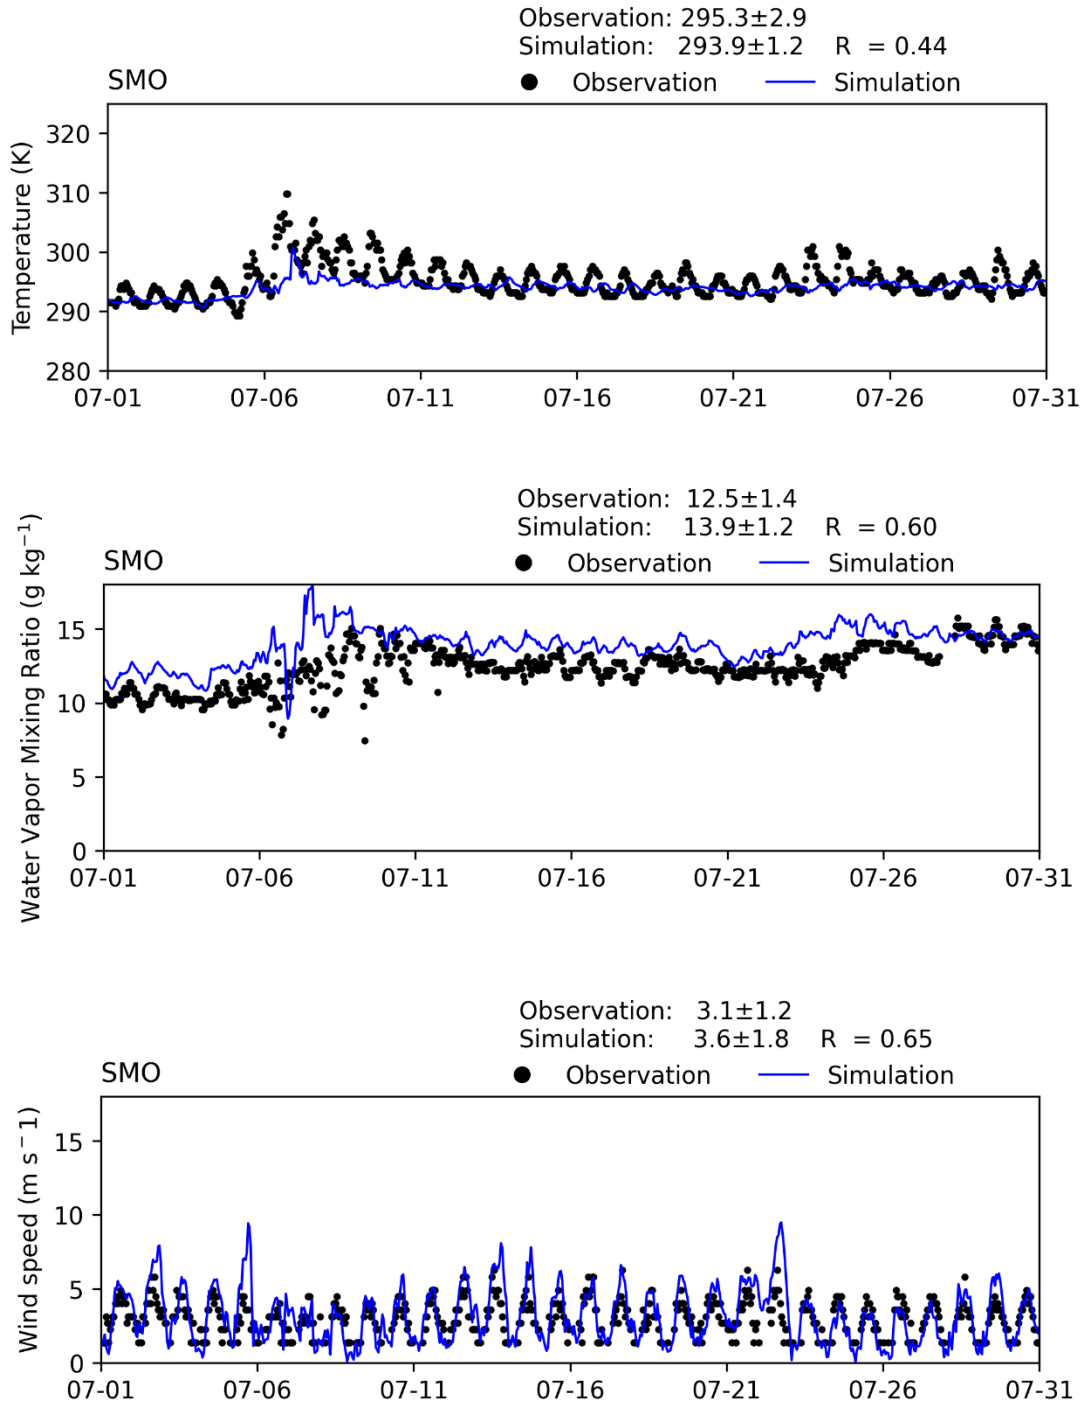 Observation: 295.3±2.9
Simulation: 293.9±1.2 R = 0.44
SMO
Observation Simulation
Temperature (K)
320
310
300
290
280
07-01 07-06 07-11 07-16 07-21 07-26 07-31
Observation: 12.5±1.4
Simulation: 13.9±1.2 R = 0.60
SMO
Observation Simulation
Water Vapor Mixing Ratio (g kg⁻¹)
15
10
5
0
07-01 07-06 07-11 07-16 07-21 07-26 07-31
Observation: 3.1±1.2
Simulation: 3.6±1.8 R = 0.65
SMO
Observation Simulation
Wind speed (m s⁻1)
15
10
5
0
07-01 07-06 07-11 07-16 07-21 07-26 07-31